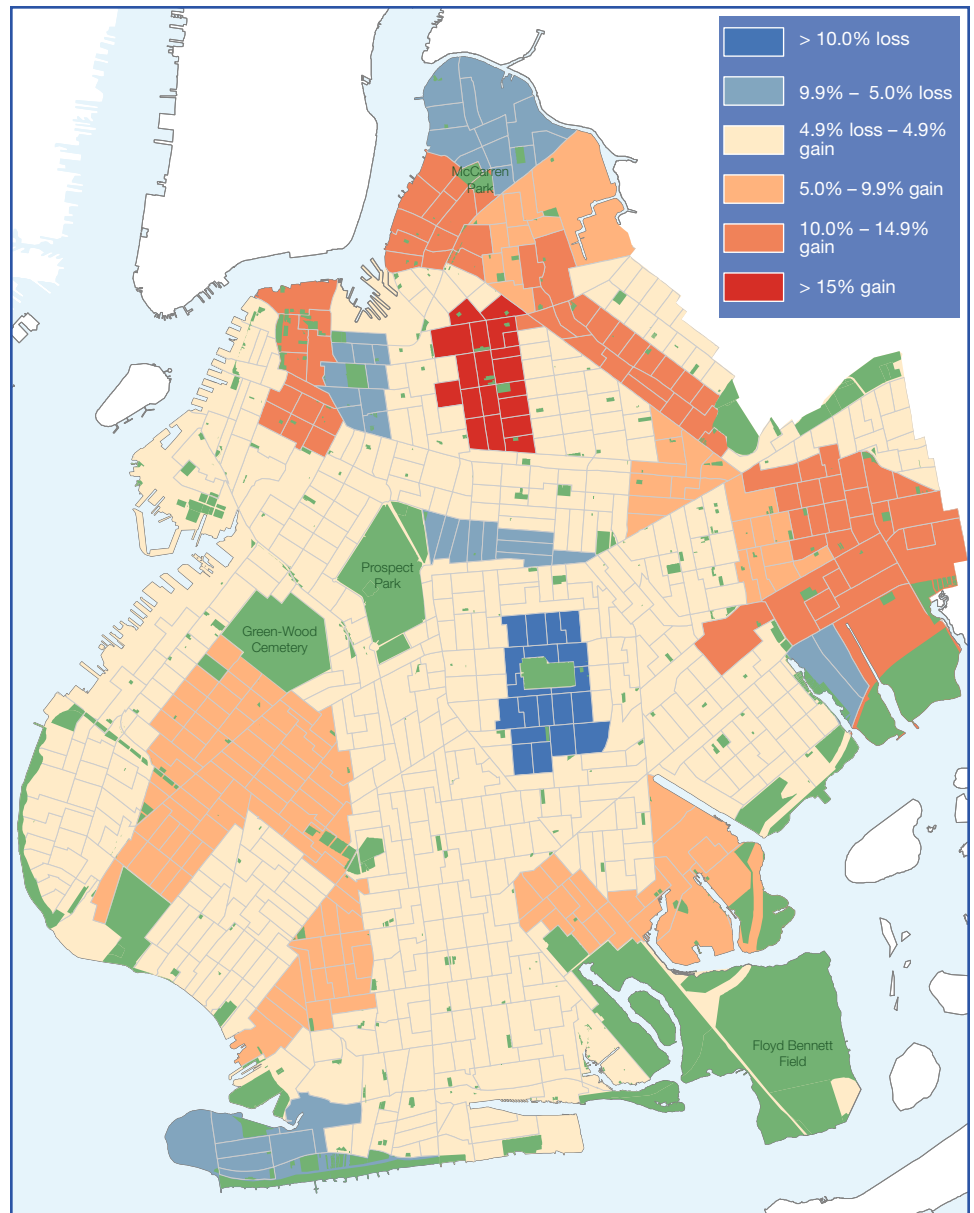 > 10.0% loss
9.9% – 5.0% loss
4.9% loss – 4.9%
gain
5.0% – 9.9% gain
10.0% – 14.9%
gain
> 15% gain
McCarren
Park
Prospect
Park
Green-Wood
Cemetery
Floyd Bennett
Field